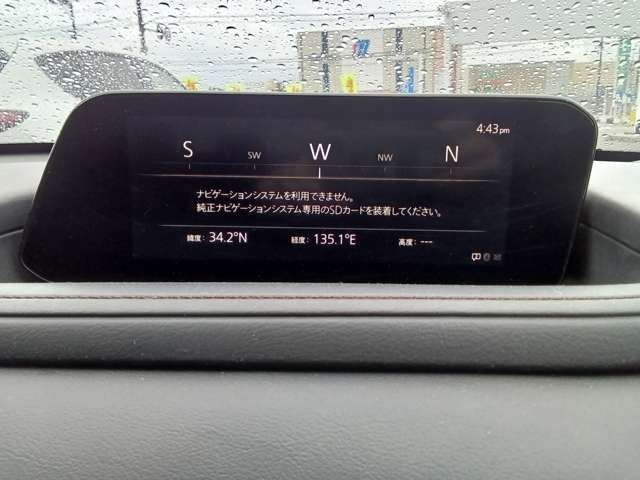 4:43pm
S SW W NW N
ナビゲーションシステムを利用できません。
純正ナビゲーションシステム専用のSDカードを装着してください。
緯度: 34.2°N 経度: 135.1°E 高度: ---